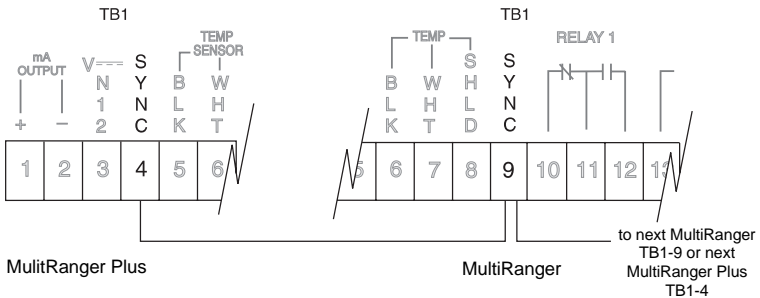 TB1
mA
OUTPUT
+ −
V
N
1
2
S
Y
N
C
TEMP
SENSOR
B
L
K
W
H
T
1 2 3 4 5 6
MulitRanger Plus
TB1
TEMP
B
L
K
W
H
T
S
H
L
D
S
Y
N
C
RELAY 1
5 6 7 8 9 10 11 12 13
MultiRanger
to next MultiRanger
TB1-9 or next
MultiRanger Plus
TB1-4